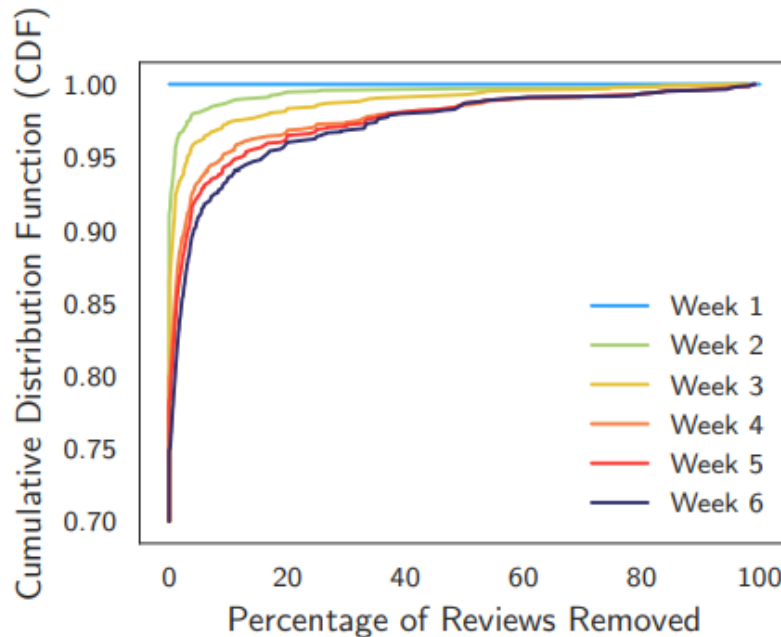 Cumulative Distribution Function (CDF)
1.00
0.95
0.90
0.85
0.80
0.75
0.70
Week 1
Week 2
Week 3
Week 4
Week 5
Week 6
0 20 40 60 80 100
Percentage of Reviews Removed